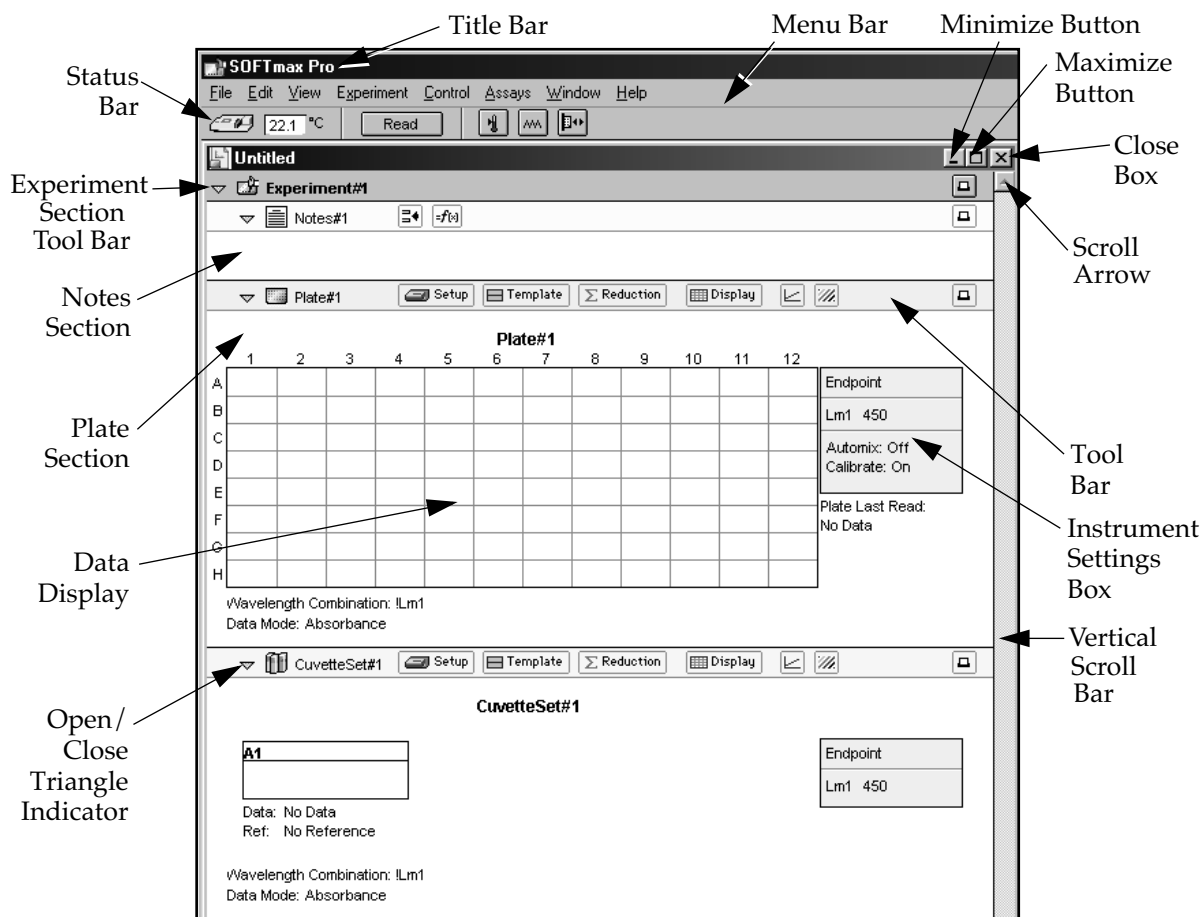 Title Bar
Menu Bar
Minimize Button
Status
Bar
Maximize
Button
SOFTmax Pro
File Edit View Experiment Control Assays Window Help
22.1 °C Read
Untitled
Close
Box
Experiment
Section
Tool Bar
Experiment#1
Notes#1 =f(x)
Scroll
Arrow
Notes
Section
Plate#1 Setup Template Reduction Display
Plate#1
1 2 3 4 5 6 7 8 9 10 11 12
A
B
C
D
E
F
G
H
Endpoint
Lm1 450
Automix: Off
Calibrate: On
Plate Last Read:
No Data
Plate
Section
Tool
Bar
Data
Display
Instrument
Settings
Box
Wavelength Combination: !Lm1
Data Mode: Absorbance
Vertical
Scroll
Bar
CuvetteSet#1 Setup Template Reduction Display
CuvetteSet#1
Open/
Close
Triangle
Indicator
A1
Data: No Data
Ref: No Reference
Endpoint
Lm1 450
Wavelength Combination: !Lm1
Data Mode: Absorbance